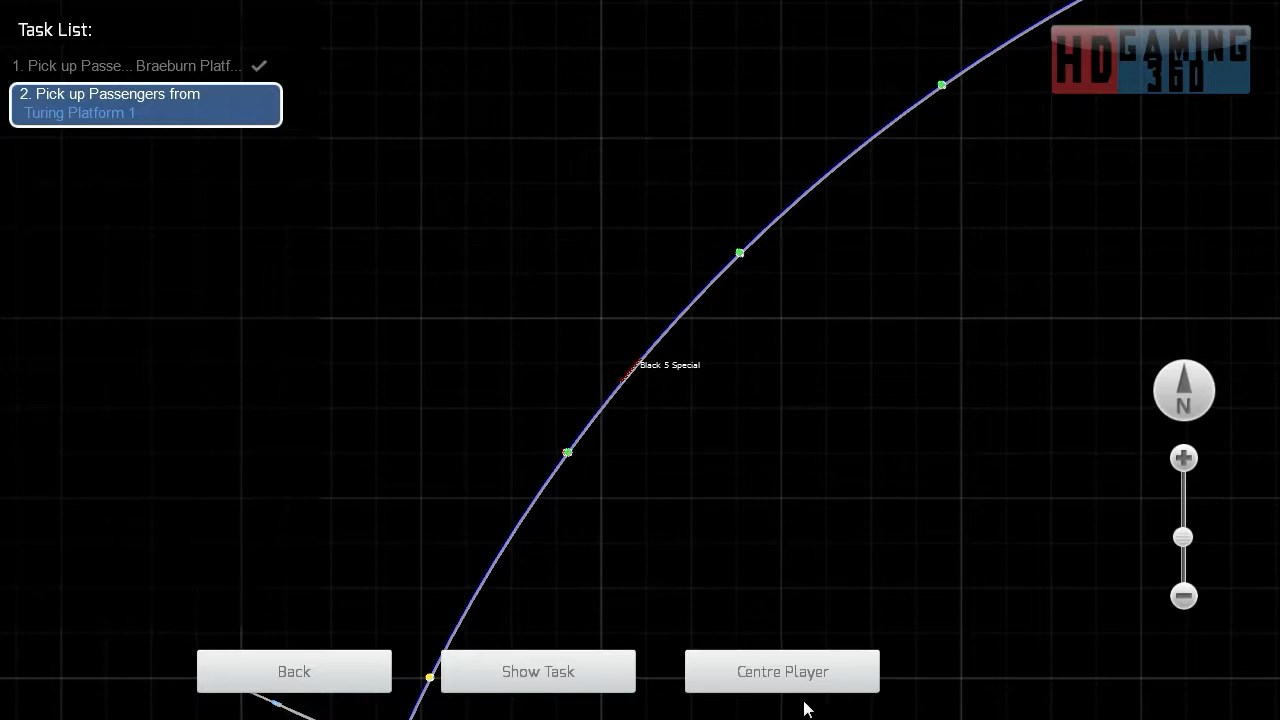 Task List:
1. Pick up Passe... Braeburn Platf...
2. Pick up Passengers from
Turing Platform 1
HD GAMING
360
Black 5 Special
N
Back
Show Task
Centre Player